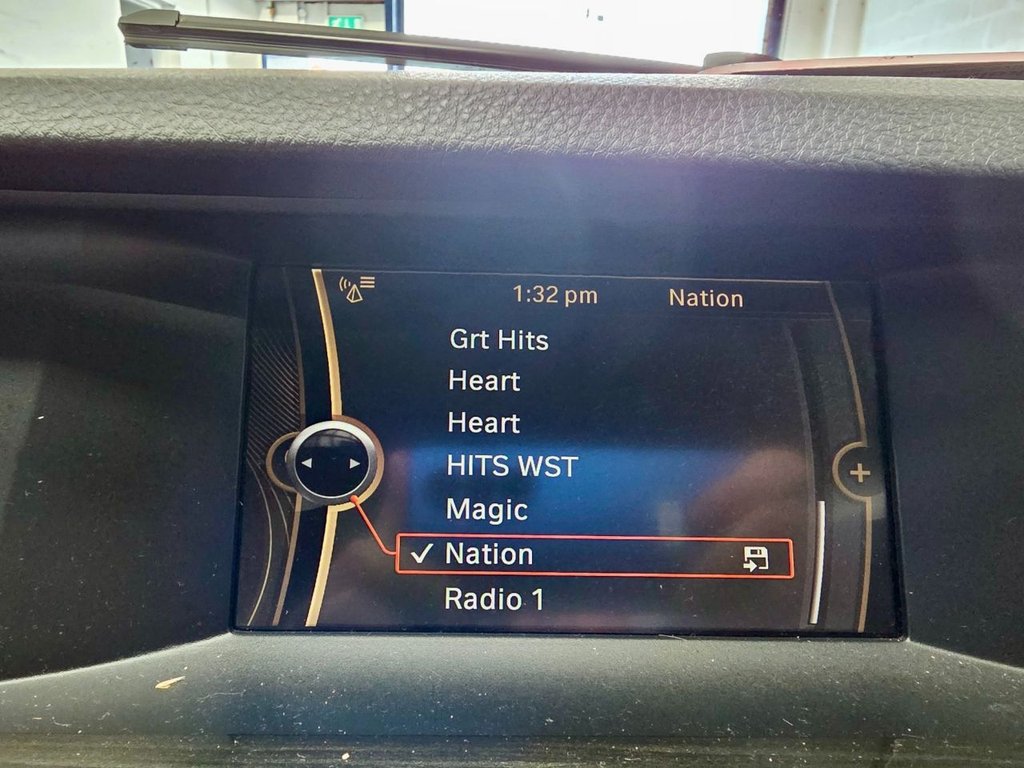 1:32 pm Nation
Grt Hits
Heart
Heart
HITS WST
Magic
Nation
Radio 1